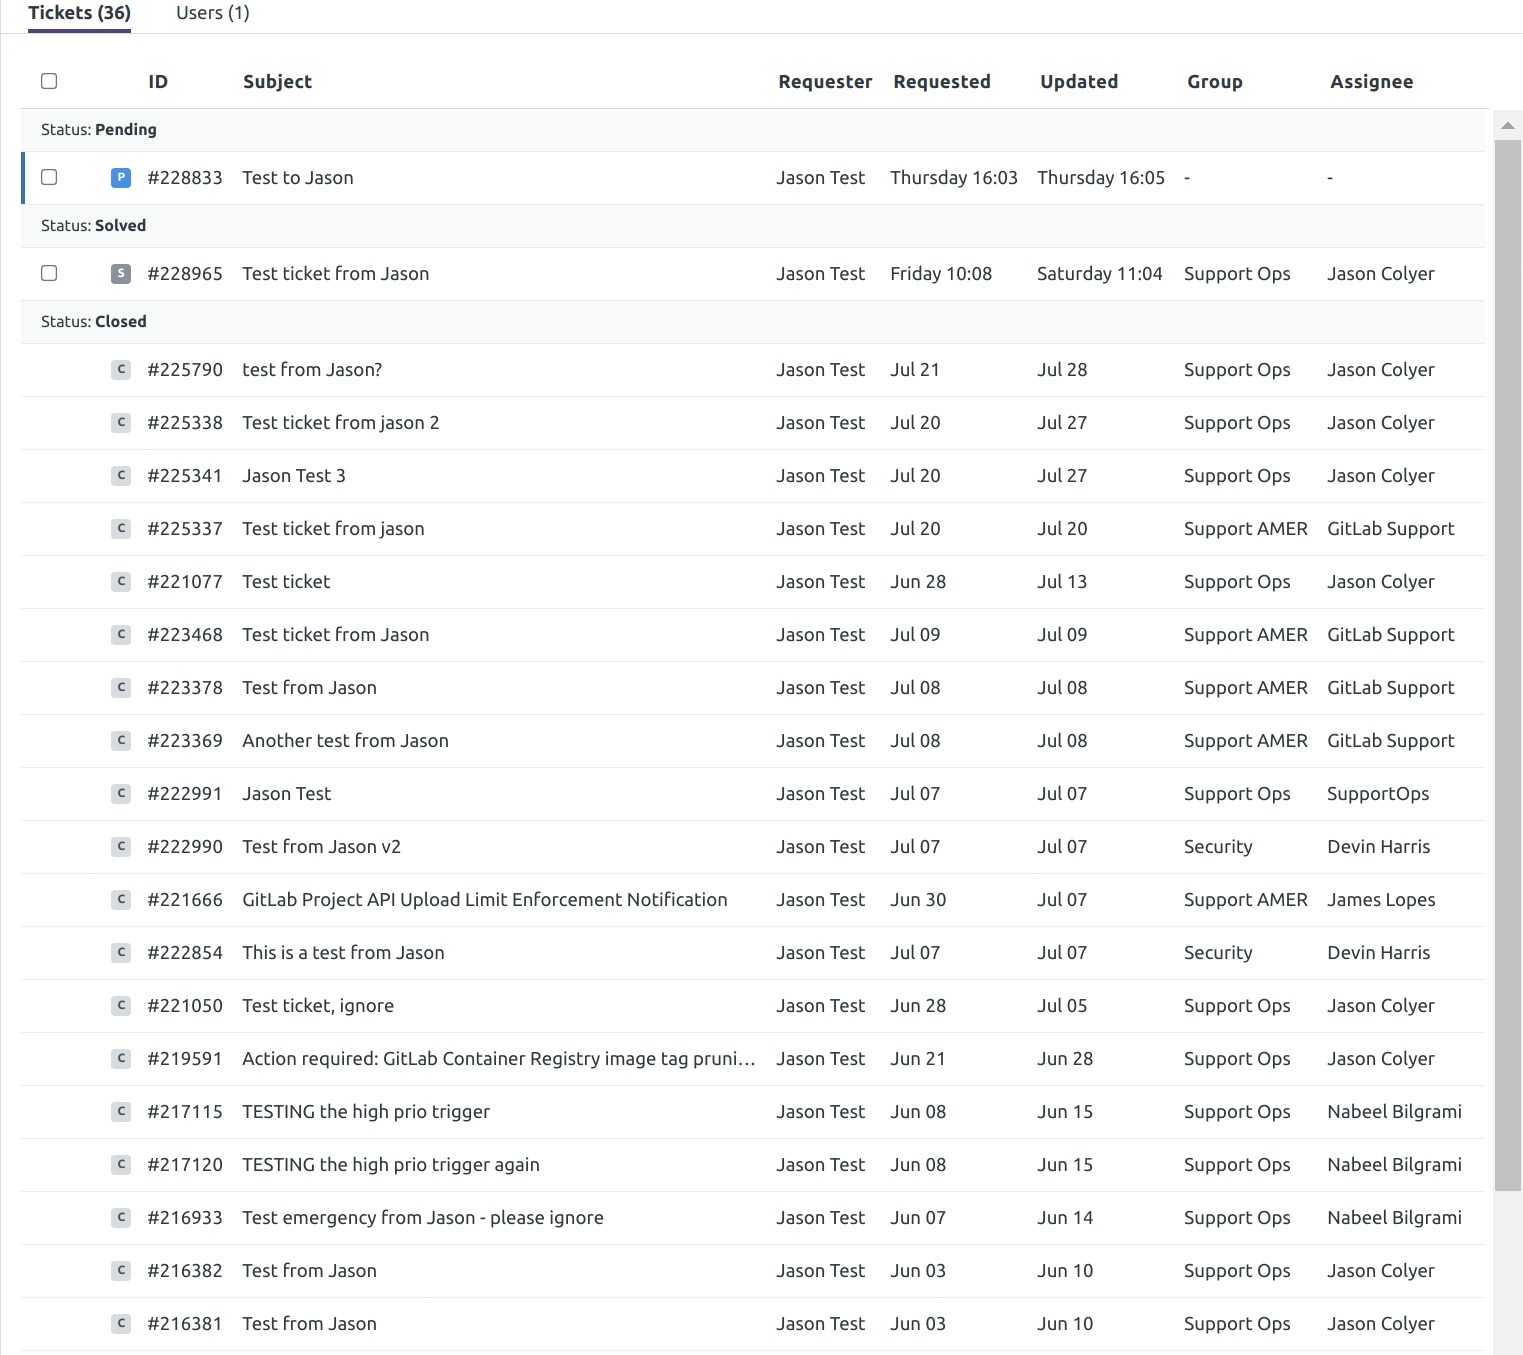 Tickets (36) Users (1)
ID Subject Requester Requested Updated Group Assignee
Status: Pending
P #228833 Test to Jason Jason Test Thursday 16:03 Thursday 16:05 - -
Status: Solved
S #228965 Test ticket from Jason Jason Test Friday 10:08 Saturday 11:04 Support Ops Jason Colyer
Status: Closed
C #225790 test from Jason? Jason Test Jul 21 Jul 28 Support Ops Jason Colyer
C #225338 Test ticket from jason 2 Jason Test Jul 20 Jul 27 Support Ops Jason Colyer
C #225341 Jason Test 3 Jason Test Jul 20 Jul 27 Support Ops Jason Colyer
C #225337 Test ticket from jason Jason Test Jul 20 Jul 20 Support AMER GitLab Support
C #221077 Test ticket Jason Test Jun 28 Jul 13 Support Ops Jason Colyer
C #223468 Test ticket from Jason Jason Test Jul 09 Jul 09 Support AMER GitLab Support
C #223378 Test from Jason Jason Test Jul 08 Jul 08 Support AMER GitLab Support
C #223369 Another test from Jason Jason Test Jul 08 Jul 08 Support AMER GitLab Support
C #222991 Jason Test Jason Test Jul 07 Jul 07 Support Ops SupportOps
C #222990 Test from Jason v2 Jason Test Jul 07 Jul 07 Security Devin Harris
C #221666 GitLab Project API Upload Limit Enforcement Notification Jason Test Jun 30 Jul 07 Support AMER James Lopes
C #222854 This is a test from Jason Jason Test Jul 07 Jul 07 Security Devin Harris
C #221050 Test ticket, ignore Jason Test Jun 28 Jul 05 Support Ops Jason Colyer
C #219591 Action required: GitLab Container Registry image tag pruni... Jason Test Jun 21 Jun 28 Support Ops Jason Colyer
C #217115 TESTING the high prio trigger Jason Test Jun 08 Jun 15 Support Ops Nabeel Bilgrami
C #217120 TESTING the high prio trigger again Jason Test Jun 08 Jun 15 Support Ops Nabeel Bilgrami
C #216933 Test emergency from Jason - please ignore Jason Test Jun 07 Jun 14 Support Ops Nabeel Bilgrami
C #216382 Test from Jason Jason Test Jun 03 Jun 10 Support Ops Jason Colyer
C #216381 Test from Jason Jason Test Jun 03 Jun 10 Support Ops Jason Colyer